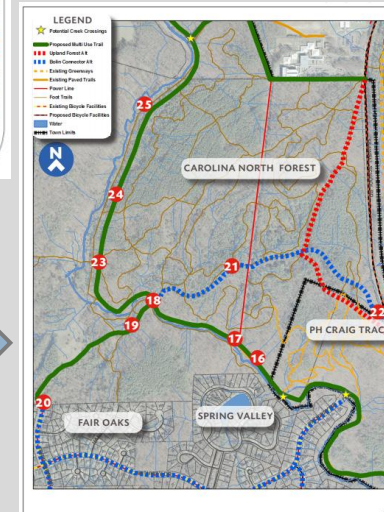 LEGEND
Potential Creek Crossings
Proposed Multi Use Trail
Upland Forest Alt
Bolin Connector Alt
Existing Greenways
Existing Paved Trails
Power Line
Foot Trails
Existing Bicycle Facilities
Proposed Bicycle Facilities
Water
Town Limits
N
25
CAROLINA NORTH FOREST
24
23
21
18
22
19
PH CRAIG TRAC
17
16
20
FAIR OAKS
SPRING VALLEY